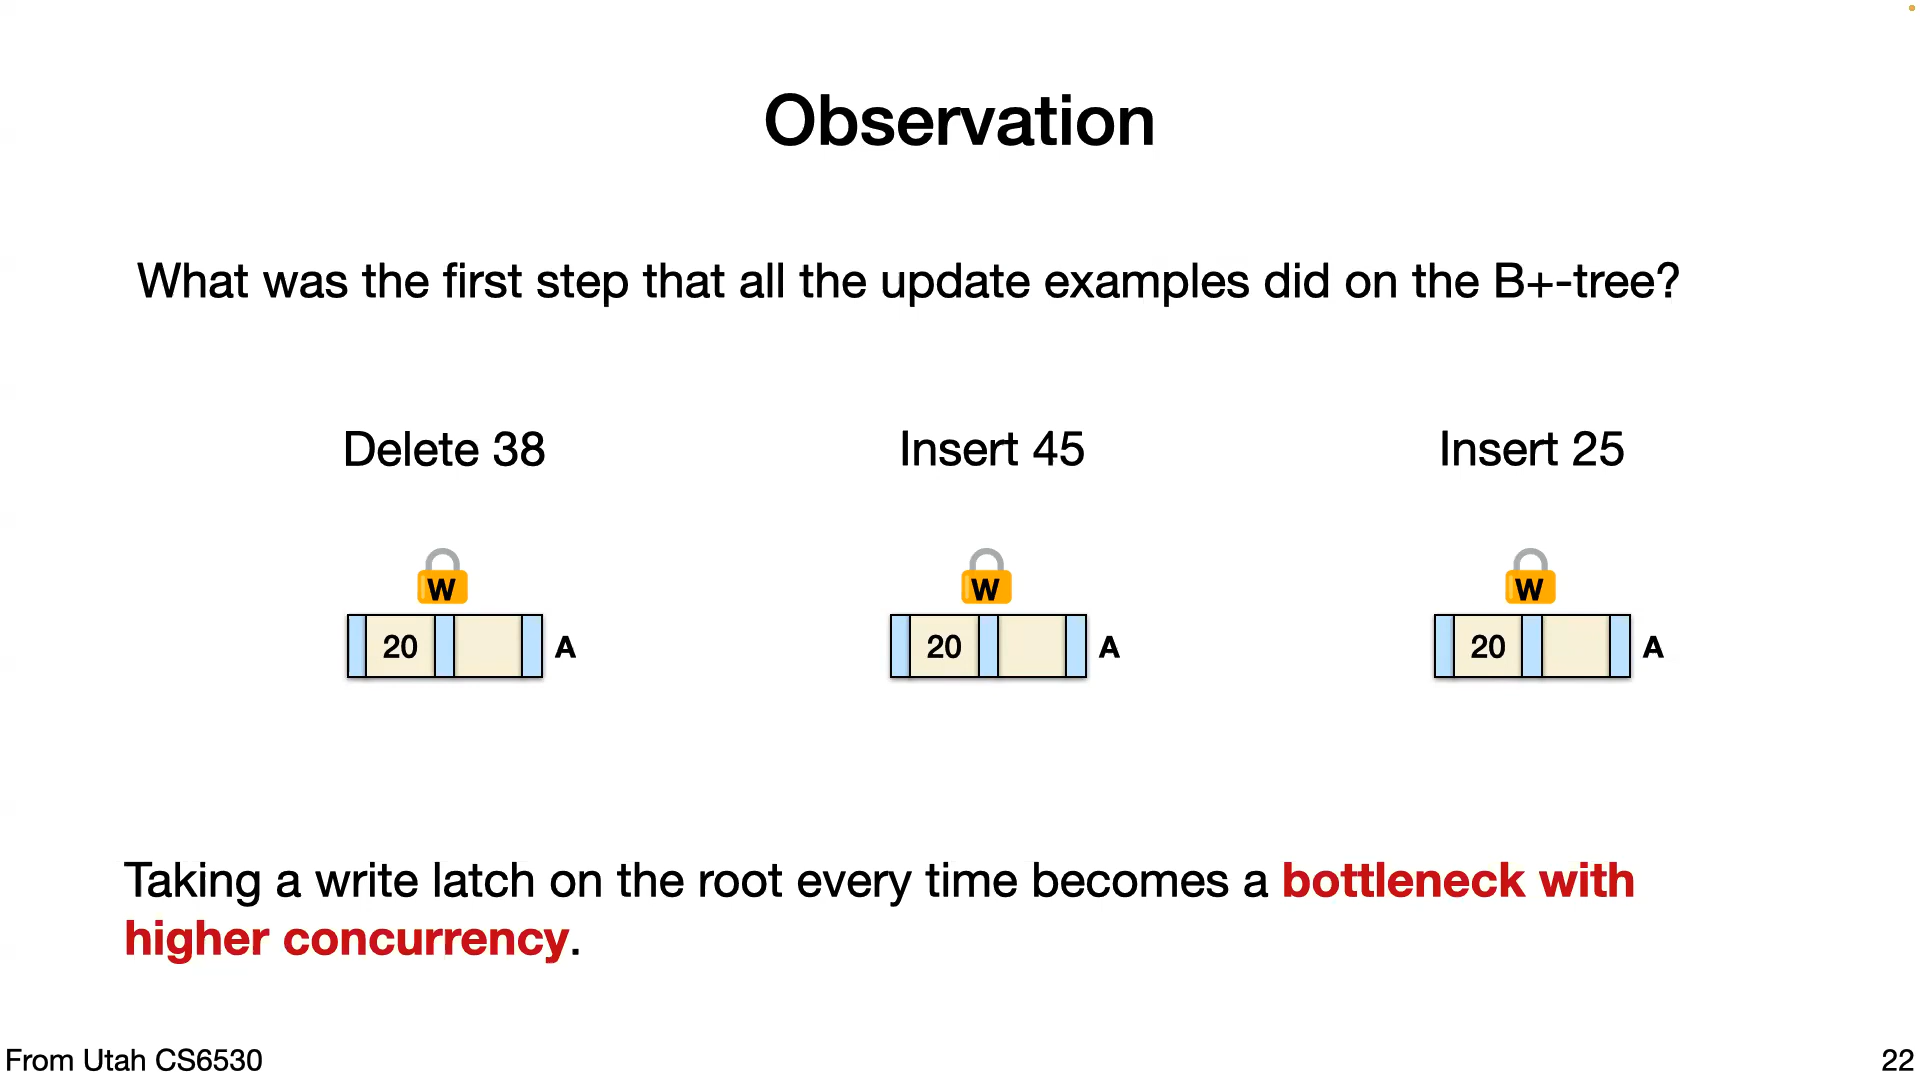 Observation
What was the first step that all the update examples did on the B+-tree?
Delete 38
Insert 45
Insert 25
W
W
W
20
A
20
A
20
A
Taking a write latch on the root every time becomes a bottleneck with
higher concurrency.
From Utah CS6530
22